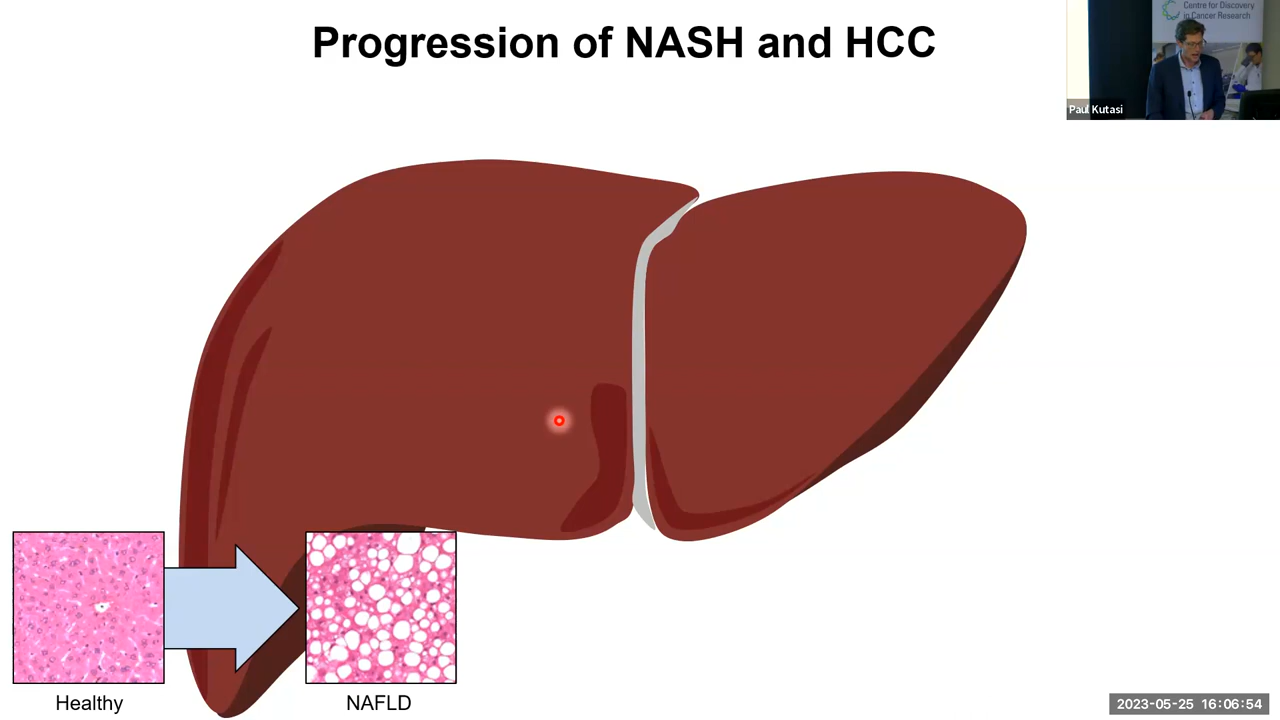 Progression of NASH and HCC
Centre for Discovery
in Cancer Research
Paul Kutasi
Healthy
NAFLD
2023-05-25 16:06:54